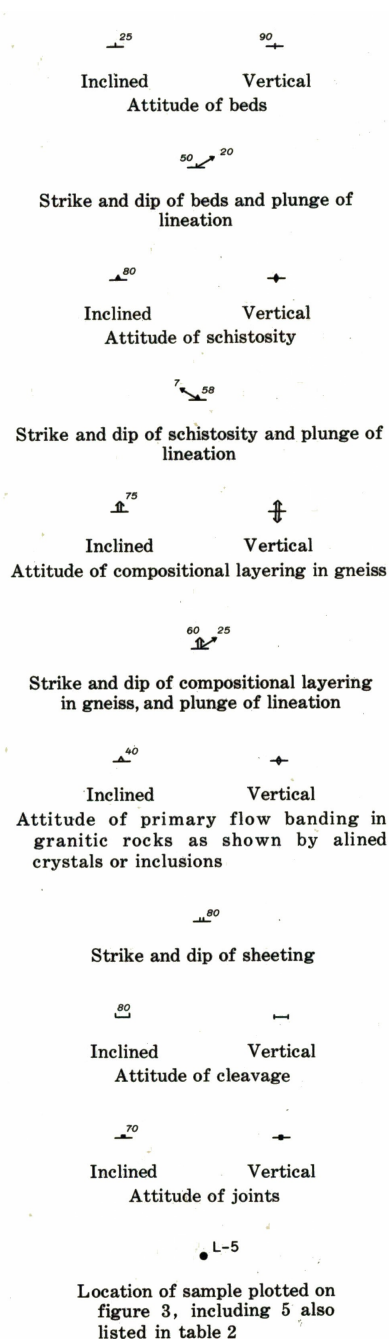 25 90
Inclined Vertical
Attitude of beds
50 20
Strike and dip of beds and plunge of
lineation
80
Inclined Vertical
Attitude of schistosity
7 58
Strike and dip of schistosity and plunge of
lineation
75
Inclined Vertical
Attitude of compositional layering in gneiss
60 25
Strike and dip of compositional layering
in gneiss, and plunge of lineation
40
Inclined Vertical
Attitude of primary flow banding in
granitic rocks as shown by alined
crystals or inclusions
80
Strike and dip of sheeting
80
Inclined Vertical
Attitude of cleavage
70
Inclined Vertical
Attitude of joints
L-5
Location of sample plotted on
figure 3, including 5 also
listed in table 2